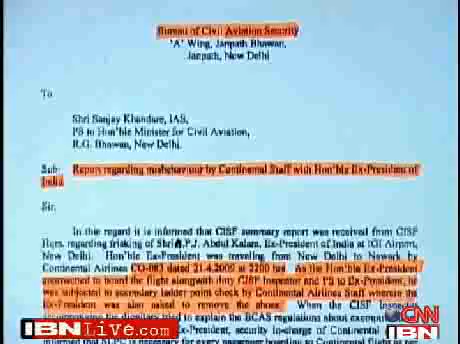 Bureau of Civil Aviation Security
'A' Wing, Janpath Bhawan,
Janpath, New Delhi
To
Shri Sanjay Khandare, IAS,
PS to Hon'ble Minister for Civil Aviation,
R.G. Bhawan, New Delhi.
Sub: Report regarding misbehaviour by Continental Staff with Hon'ble Ex-President of
India
Sir,
In this regard it is informed that CISF summary report was received from CISF
Hqrs. regarding frisking of Shri A.P.J. Abdul Kalam, Ex-President of India at IGI Airport,
New Delhi. Hon'ble Ex-President was traveling from New Delhi to Newark by
Continental Airlines CO-083 dated 21.4.2009 at 2200 hrs. As the Hon'ble Ex-President
proceeded to board the flight alongwith duty CISF Inspector and PS to Ex-President, he
was subjected to secondary ladder point check by Continental Airlines Staff wherein the
Ex-President was also asked to remove the shoes. When the CISF Inspector
tried to explain the BCAS regulations about
Ex-President, security in-charge of Continental
informed that is necessary for every passenger boarding Continental flight as per
CNN
IBN
IBNLive.com